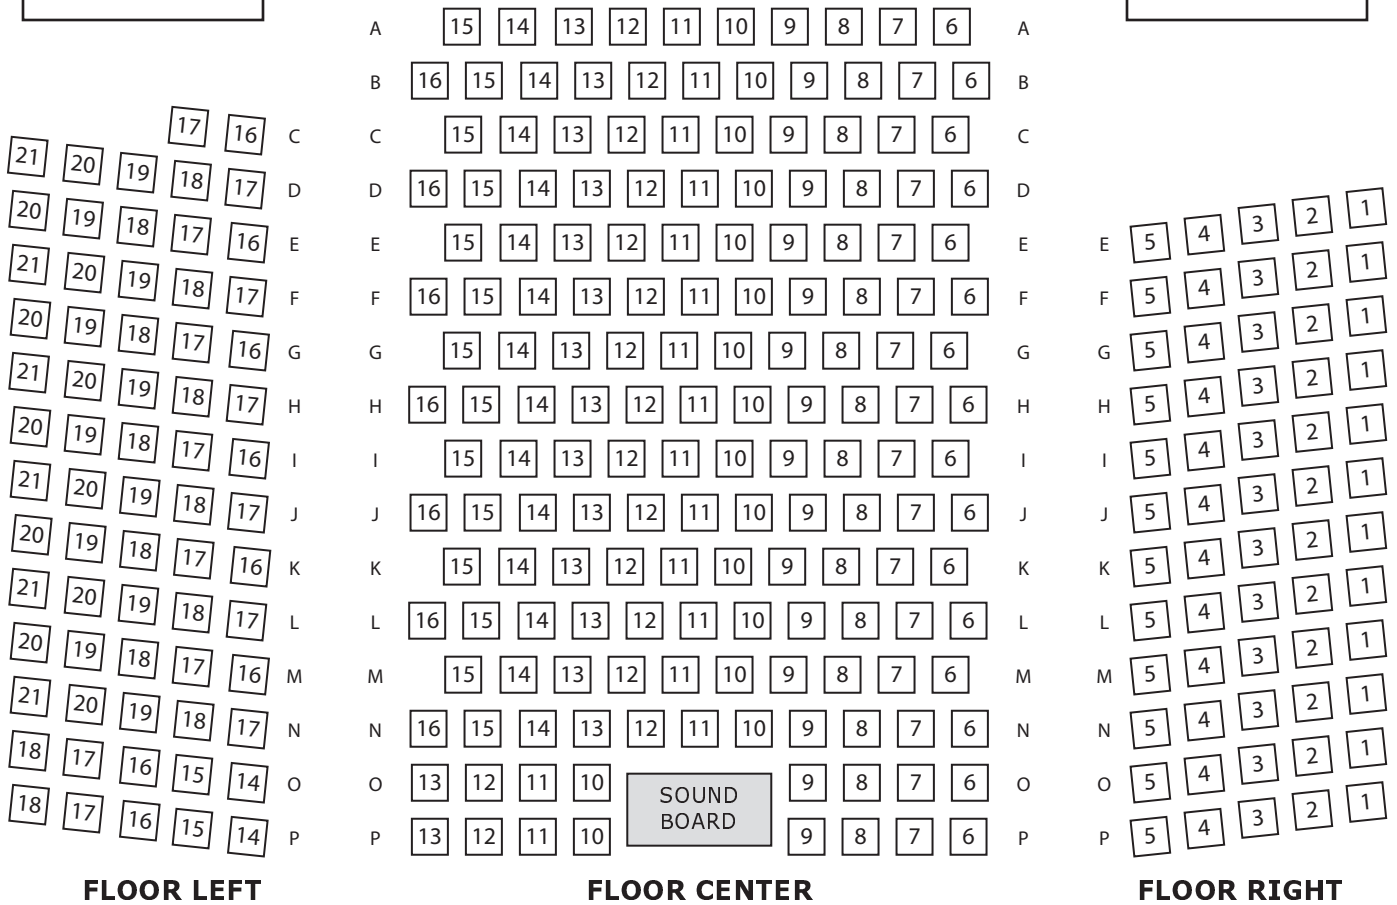 A 15 14 13 12 11 10 9 8 7 6 A
B 16 15 14 13 12 11 10 9 8 7 6 B
17 16 C C 15 14 13 12 11 10 9 8 7 6 C
21 20 19 18 17 D D 16 15 14 13 12 11 10 9 8 7 6 D
20 19 18 17 16 E E 15 14 13 12 11 10 9 8 7 6 E E 5 4 3 2 1
21 20 19 18 17 F F 16 15 14 13 12 11 10 9 8 7 6 F F 5 4 3 2 1
20 19 18 17 16 G G 15 14 13 12 11 10 9 8 7 6 G G 5 4 3 2 1
21 20 19 18 17 H H 16 15 14 13 12 11 10 9 8 7 6 H H 5 4 3 2 1
20 19 18 17 16 I I 15 14 13 12 11 10 9 8 7 6 I I 5 4 3 2 1
21 20 19 18 17 J J 16 15 14 13 12 11 10 9 8 7 6 J J 5 4 3 2 1
20 19 18 17 16 K K 15 14 13 12 11 10 9 8 7 6 K K 5 4 3 2 1
21 20 19 18 17 L L 16 15 14 13 12 11 10 9 8 7 6 L L 5 4 3 2 1
20 19 18 17 16 M M 15 14 13 12 11 10 9 8 7 6 M M 5 4 3 2 1
21 20 19 18 17 N N 16 15 14 13 12 11 10 9 8 7 6 N N 5 4 3 2 1
18 17 16 15 14 O O 13 12 11 10 9 8 7 6 O O 5 4 3 2 1
SOUND
BOARD
18 17 16 15 14 P P 13 12 11 10 9 8 7 6 P P 5 4 3 2 1
FLOOR LEFT FLOOR CENTER FLOOR RIGHT